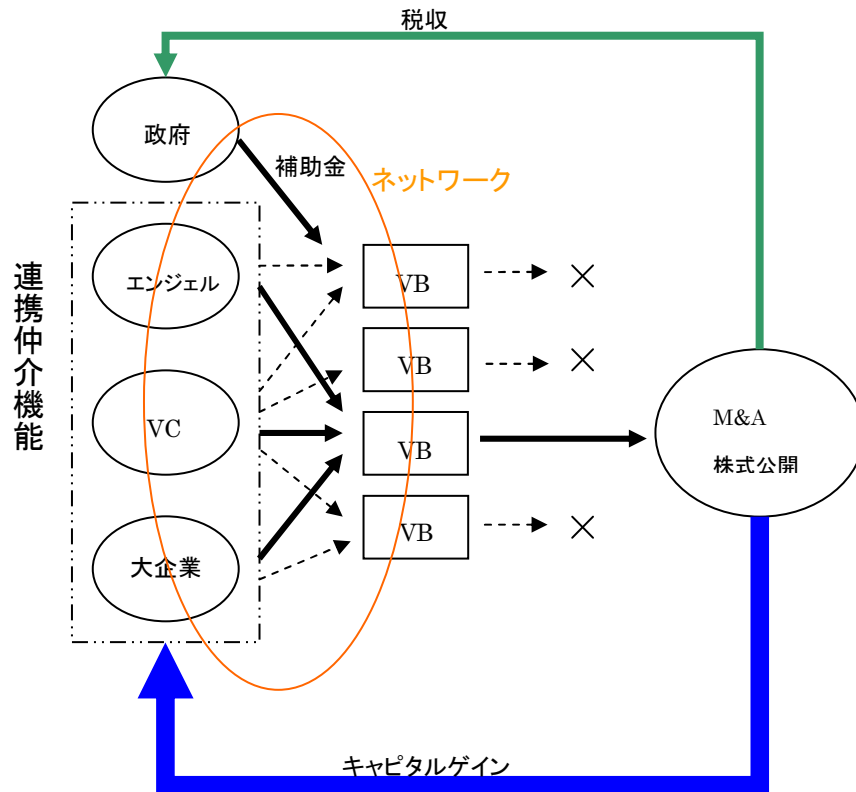 税収
政府
補助金
ネットワーク
連携仲介機能
エンジェル
VC
大企業
VB
VB
VB
VB
M&A
株式公開
キャピタルゲイン